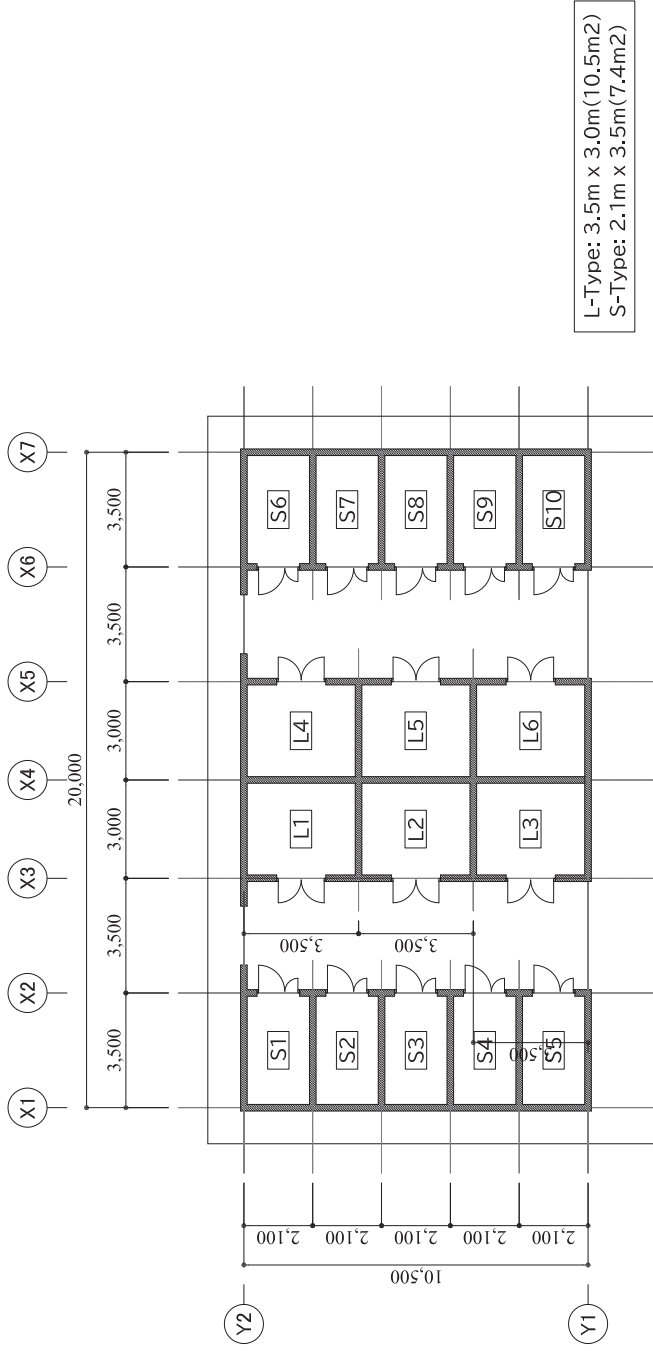 X1
X2
X3
X4
X5
X6
X7
20,000
3,500
3,500
3,000
3,000
3,500
3,500
Y2
Y1
10,500
2,100
2,100
2,100
2,100
2,100
3,500
3,500
3,500
S1
S2
S3
S4
S5
L1
L2
L3
L4
L5
L6
S6
S7
S8
S9
S10
L-Type: 3.5m x 3.0m(10.5m2)
S-Type: 2.1m x 3.5m(7.4m2)